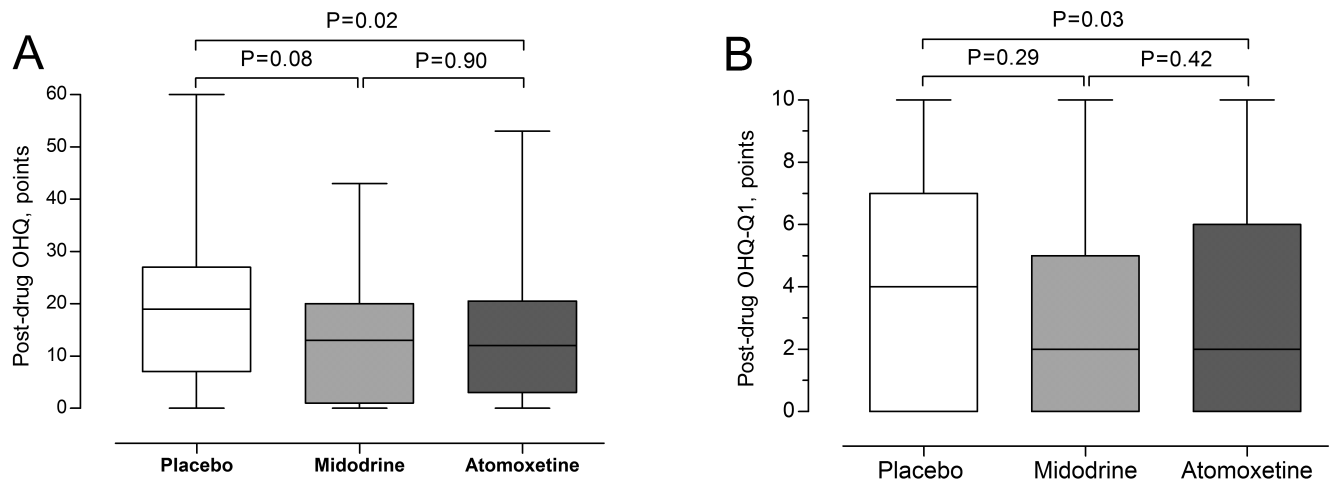 A
P=0.02
P=0.08 P=0.90
Post-drug OHQ, points
60
50
40
30
20
10
0
Placebo Midodrine Atomoxetine
B
P=0.03
P=0.29 P=0.42
Post-drug OHQ-Q1, points
10
8
6
4
2
0
Placebo Midodrine Atomoxetine